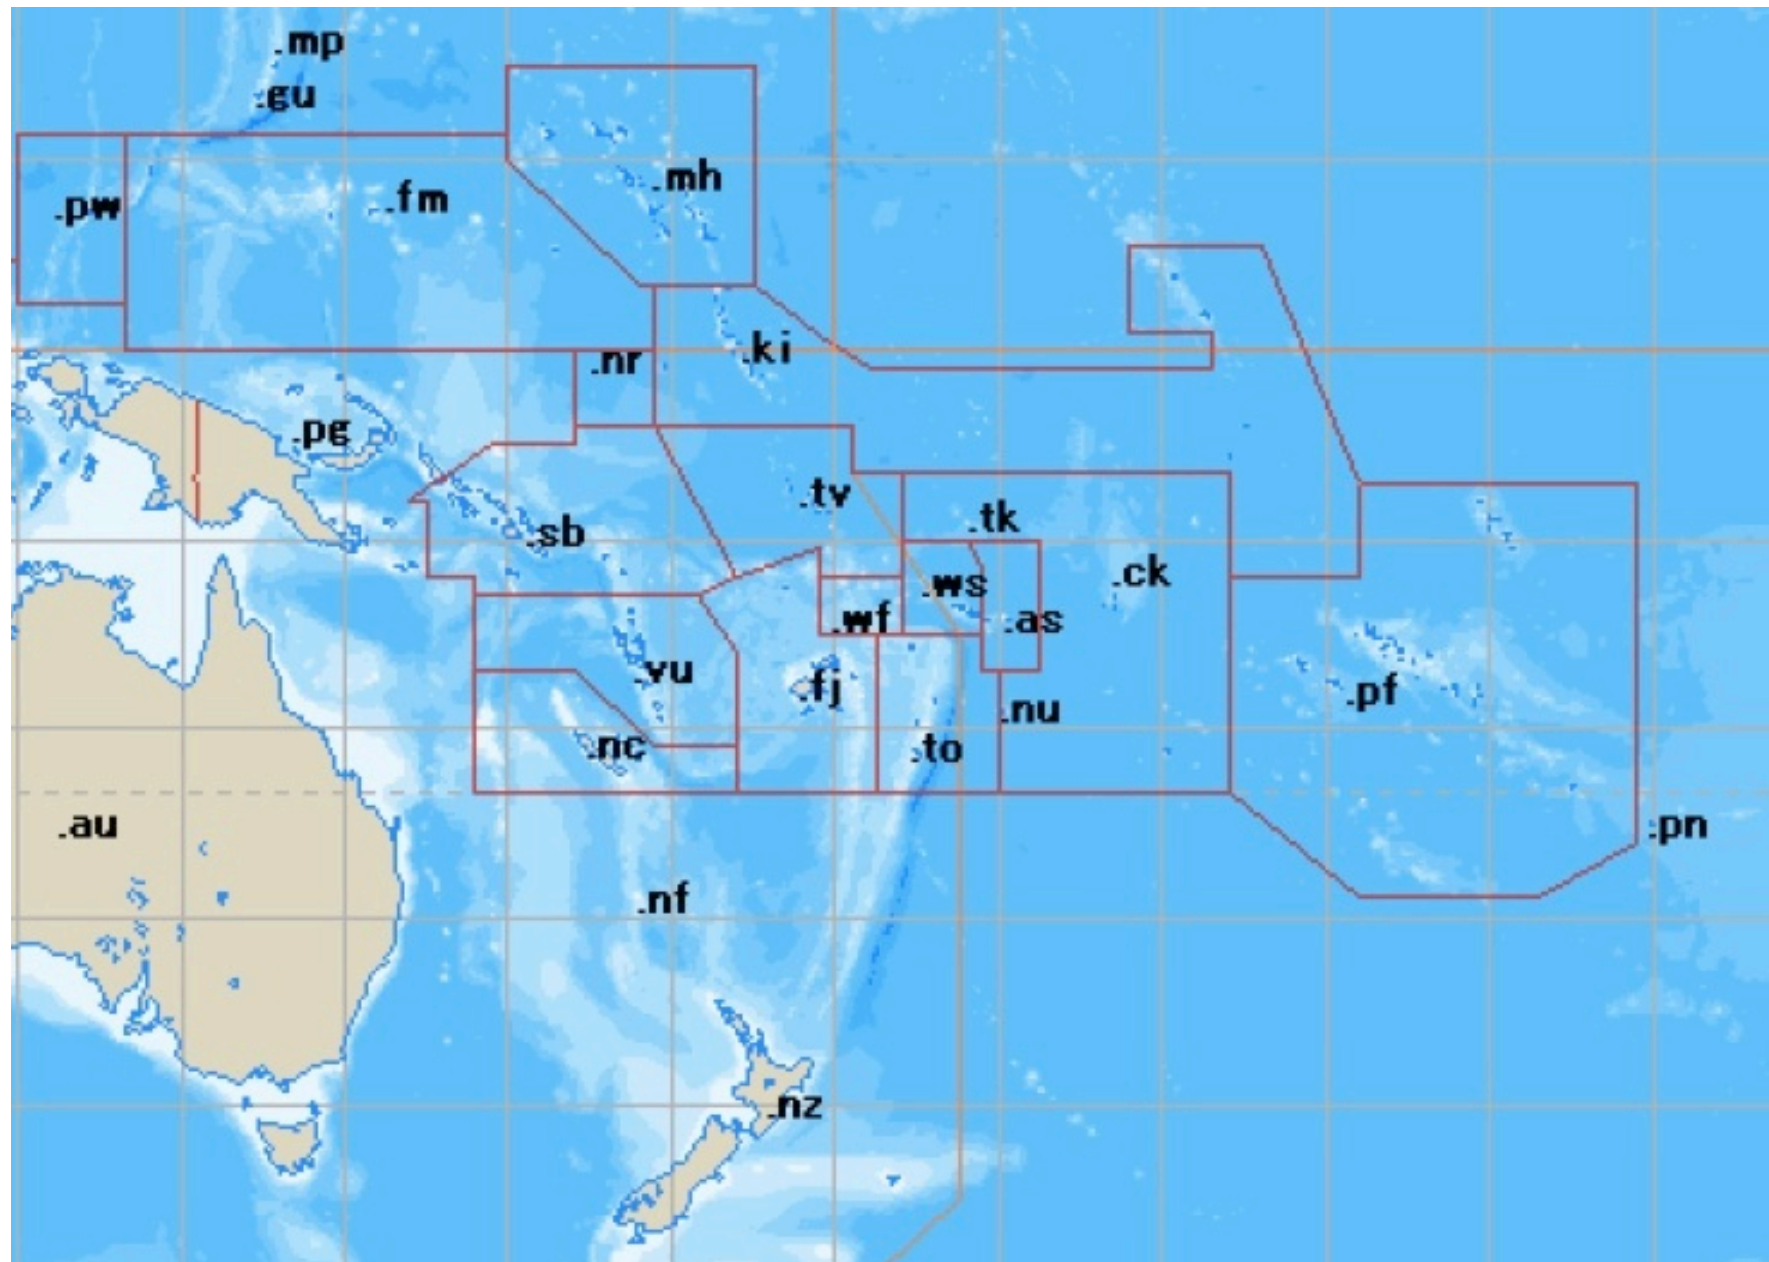 .mp
.gu
.mh
.fm
.pw
.ki
.nr
.pg
.tv
.tk
.sb
.ck
.ws
.wf
.as
.vu
.fj
.pf
.nu
.nc
.to
.au
.pn
.nf
.nz